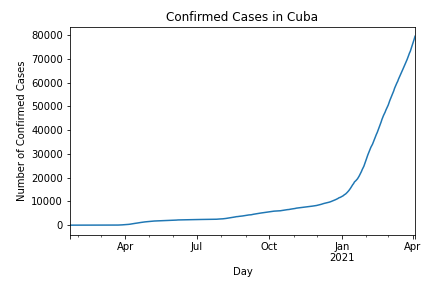 Confirmed Cases in Cuba
80000
70000
60000
50000
40000
30000
20000
10000
0
Number of Confirmed Cases
Apr
Jul
Oct
Jan
2021
Apr
Day